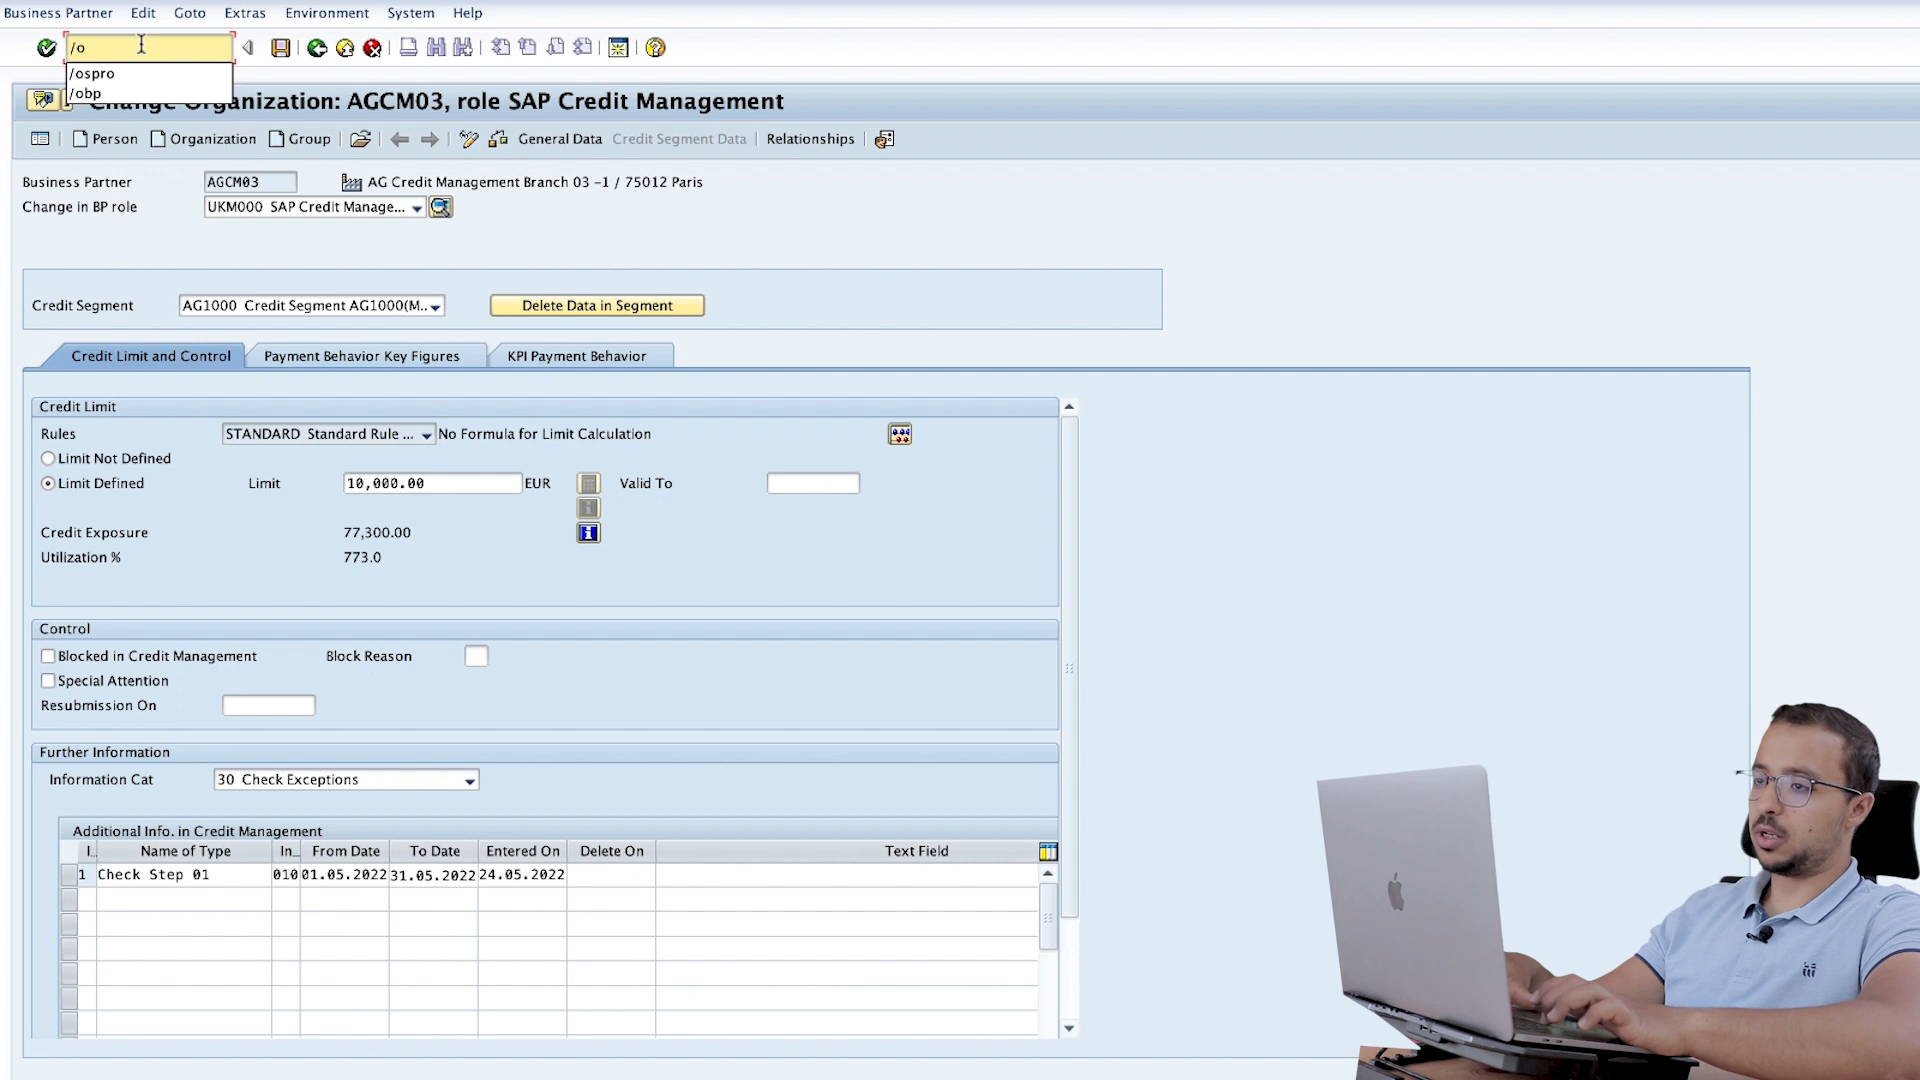 Business Partner Edit Goto Extras Environment System Help
/o
/ospro
/obp
Change Organization: AGCM03, role SAP Credit Management
Person Organization Group General Data Credit Segment Data Relationships
Business Partner AGCM03 AG Credit Management Branch 03 -1 / 75012 Paris
Change in BP role UKM000 SAP Credit Manage...
Credit Segment AG1000 Credit Segment AG1000(M.. Delete Data in Segment
Credit Limit and Control Payment Behavior Key Figures KPI Payment Behavior
Credit Limit
Rules STANDARD Standard Rule ... No Formula for Limit Calculation
Limit Not Defined
Limit Defined Limit 10,000.00 EUR Valid To
Credit Exposure 77,300.00
Utilization % 773.0
Control
Blocked in Credit Management Block Reason
Special Attention
Resubmission On
Further Information
Information Cat 30 Check Exceptions
Additional Info. in Credit Management
I.. Name of Type In... From Date To Date Entered On Delete On Text Field
1 Check Step 01 010 01.05.2022 31.05.2022 24.05.2022